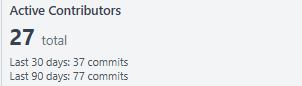 Active Contributors
27 total
Last 30 days: 37 commits
Last 90 days: 77 commits